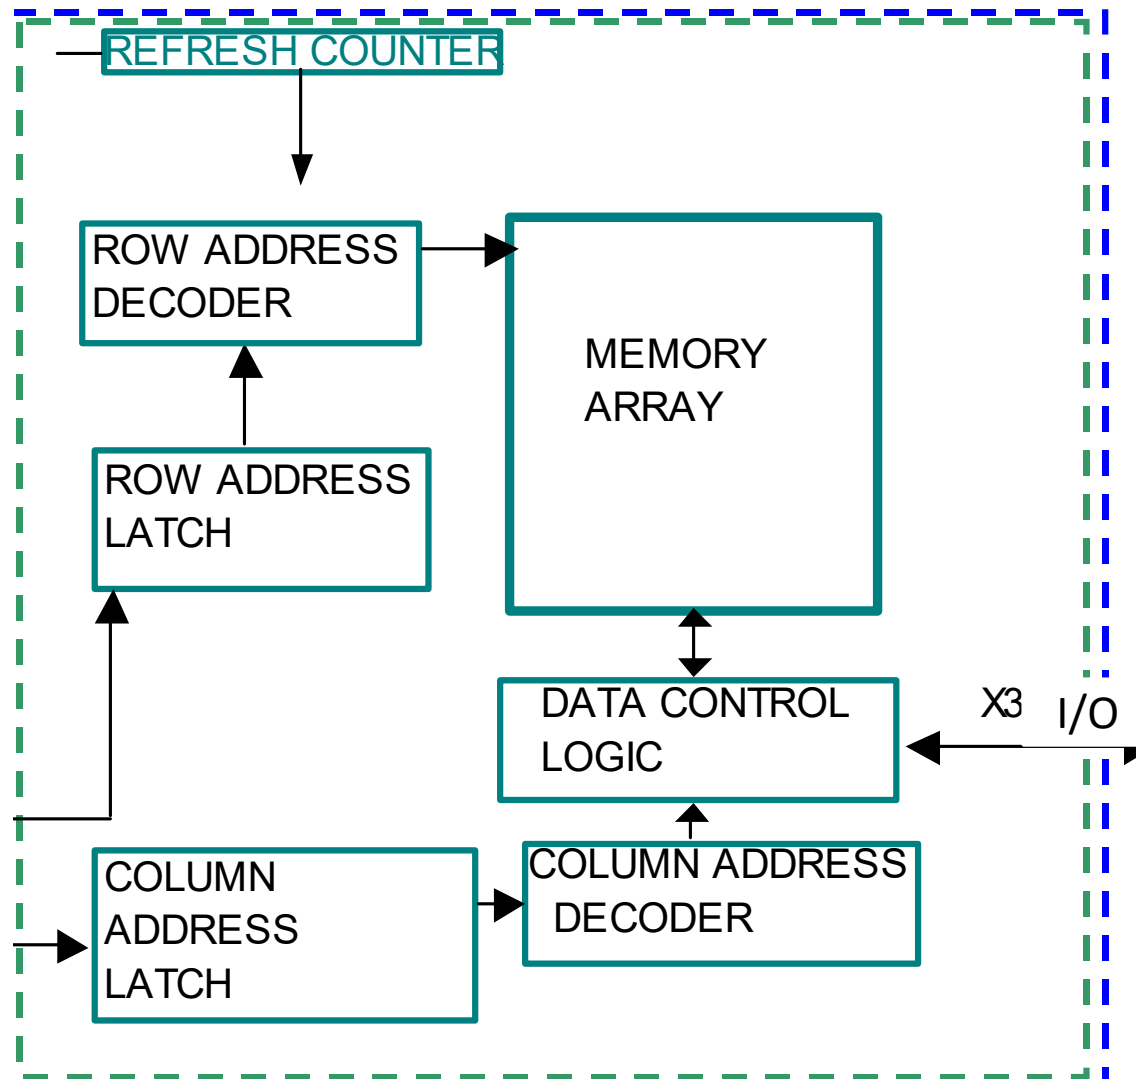 REFRESH COUNTER
ROW ADDRESS
DECODER
MEMORY
ARRAY
ROW ADDRESS
LATCH
DATA CONTROL
LOGIC
X3
I/O
COLUMN
ADDRESS
LATCH
COLUMN ADDRESS
DECODER